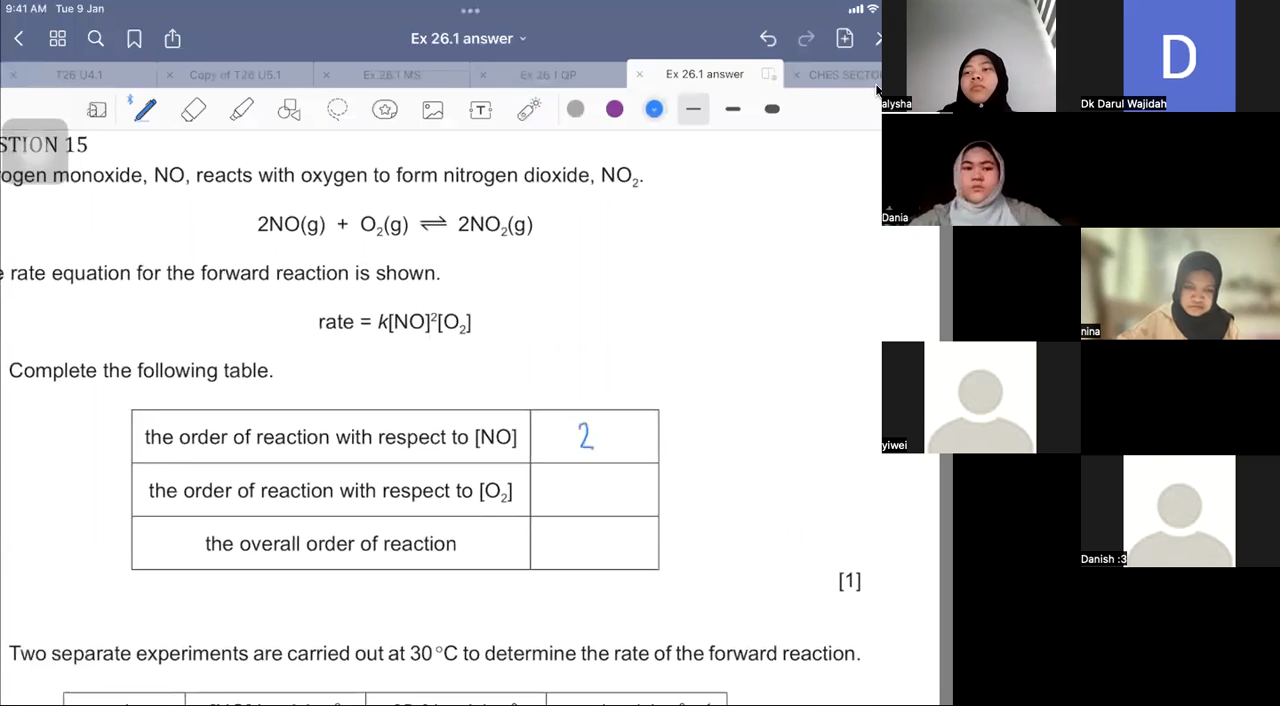 9:41 AM Tue 9 Jan
Ex 26.1 answer
T26 U4.1
Copy of T26 U5.1
Ex 26.1 MS
Ex 26.1 QP
Ex 26.1 answer
CHES SECTO
STION 15
rogen monoxide, NO, reacts with oxygen to form nitrogen dioxide, NO₂.
2NO(g) + O₂(g) ⇌ 2NO₂(g)
e rate equation for the forward reaction is shown.
rate = k[NO]²[O₂]
Complete the following table.
the order of reaction with respect to [NO] 2
the order of reaction with respect to [O₂]
the overall order of reaction
[1]
Two separate experiments are carried out at 30 °C to determine the rate of the forward reaction.
alysha
D
Dk Darul Wajidah
Dania
nina
yiwei
Danish :3